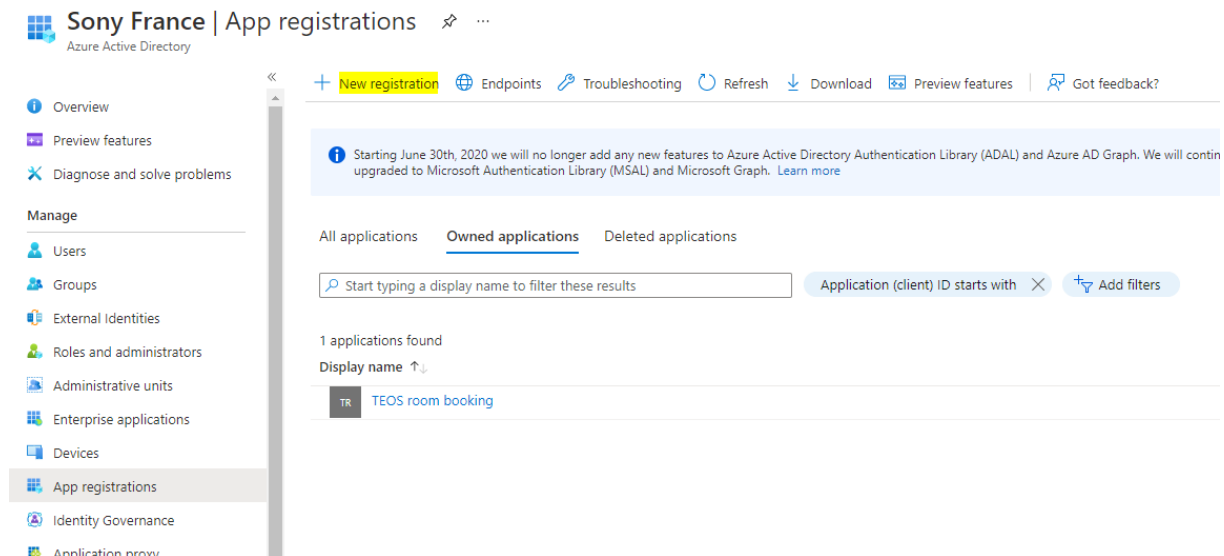 Sony France | App registrations
Azure Active Directory
Overview
Preview features
Diagnose and solve problems
Manage
Users
Groups
External Identities
Roles and administrators
Administrative units
Enterprise applications
Devices
App registrations
Identity Governance
Application proxy
New registration Endpoints Troubleshooting Refresh Download Preview features Got feedback?
Starting June 30th, 2020 we will no longer add any new features to Azure Active Directory Authentication Library (ADAL) and Azure AD Graph. We will contin
upgraded to Microsoft Authentication Library (MSAL) and Microsoft Graph. Learn more
All applications Owned applications Deleted applications
Start typing a display name to filter these results Application (client) ID starts with Add filters
1 applications found
Display name
TR TEOS room booking